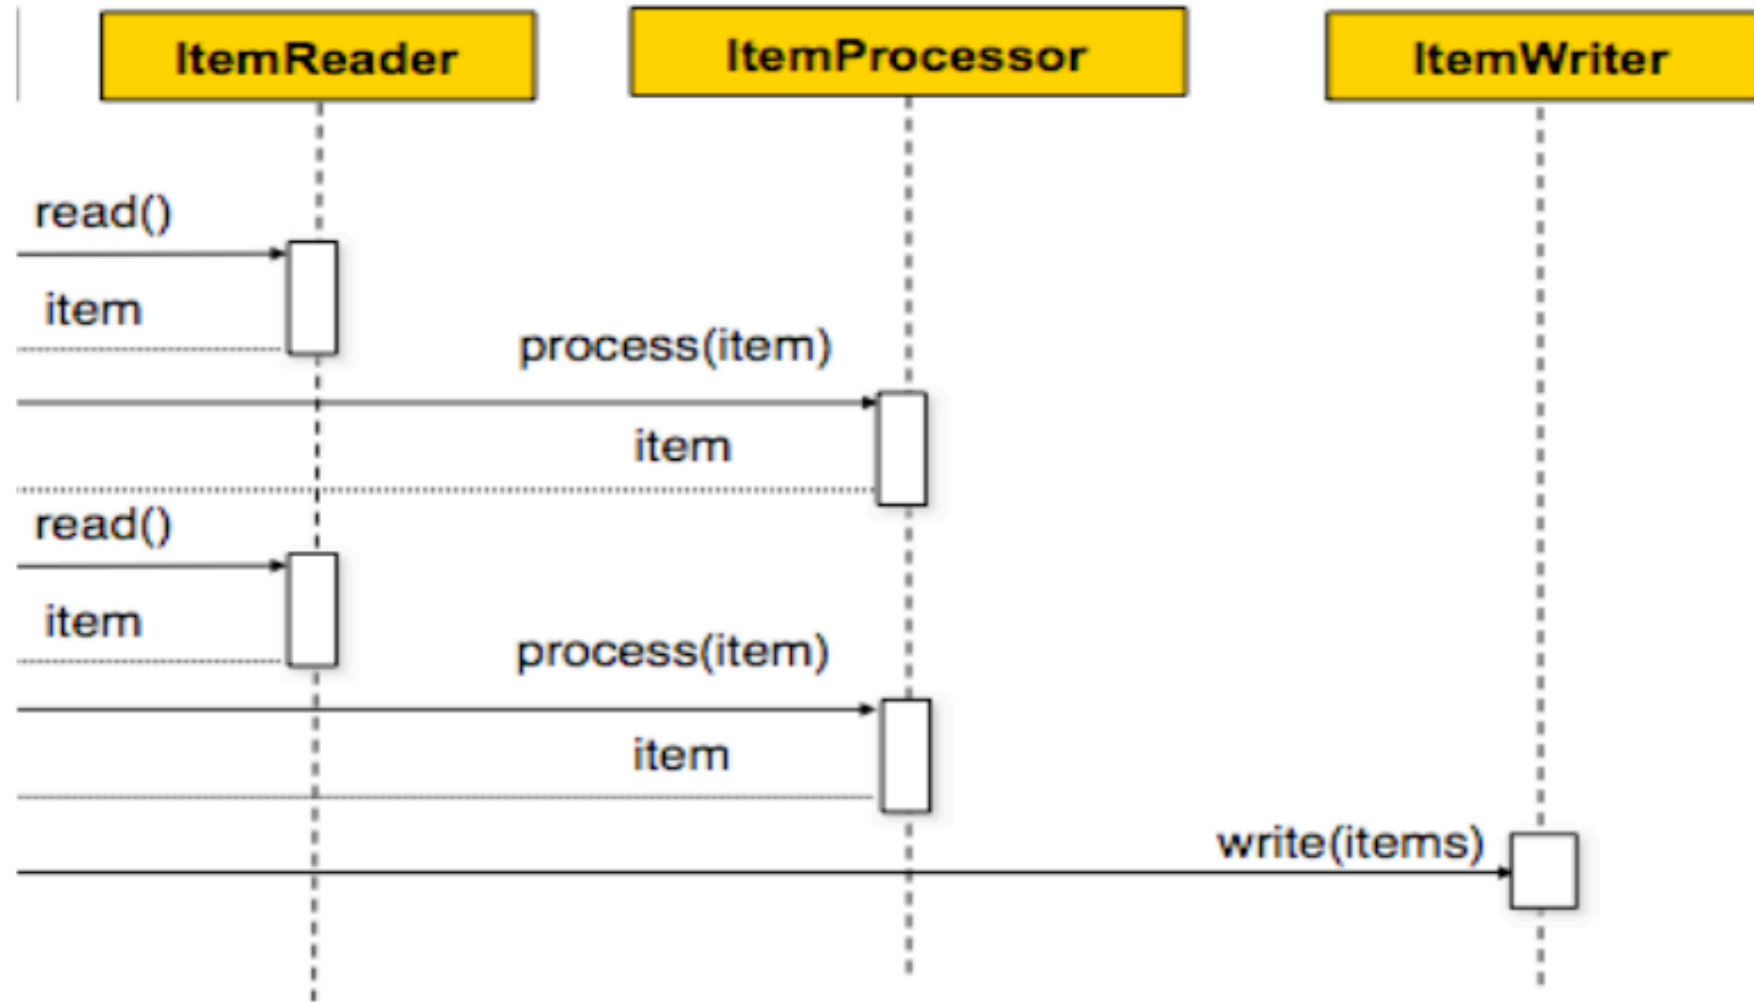 ItemReader
ItemProcessor
ItemWriter
read()
item
process(item)
item
read()
item
process(item)
item
write(items)